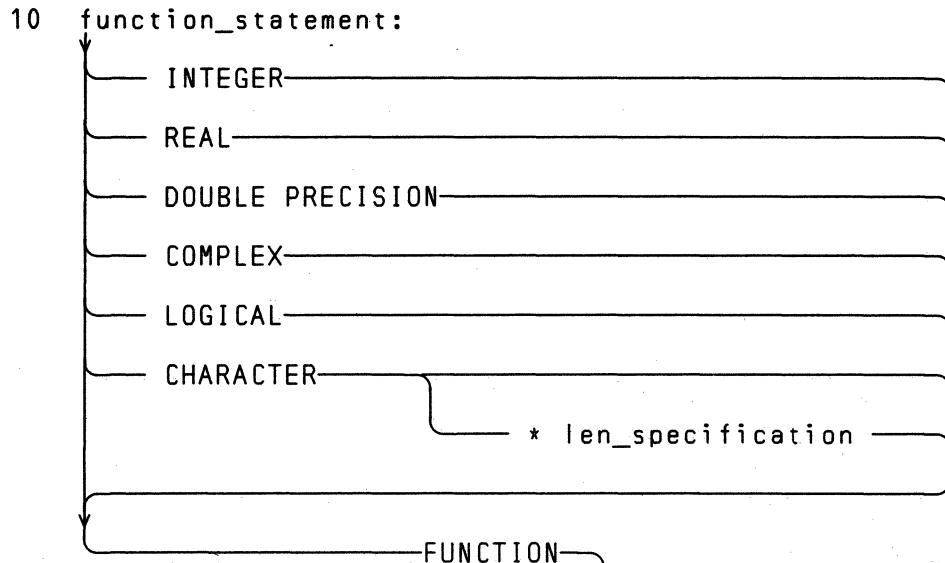 10 function_statement:
INTEGER
REAL
DOUBLE PRECISION
COMPLEX
LOGICAL
CHARACTER
* len_specification
FUNCTION